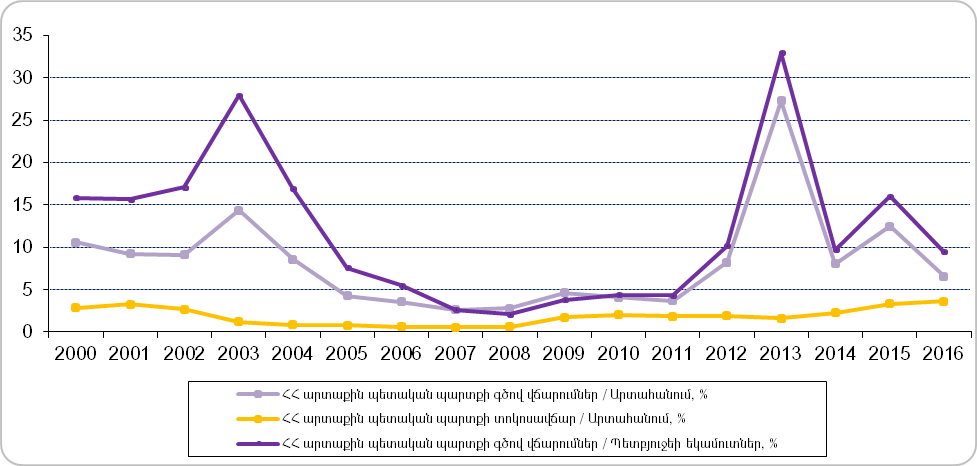 35
30
25
20
15
10
5
0
2000 2001 2002 2003 2004 2005 2006 2007 2008 2009 2010 2011 2012 2013 2014 2015 2016
ՀՀ արտաքին պետական պարտքի գծով վճարումներ / Արտահանում, %
ՀՀ արտաքին պետական պարտքի տոկոսավճար / Արտահանում, %
ՀՀ արտաքին պետական պարտքի գծով վճարումներ / Պետբյուջեի եկամուտներ, %